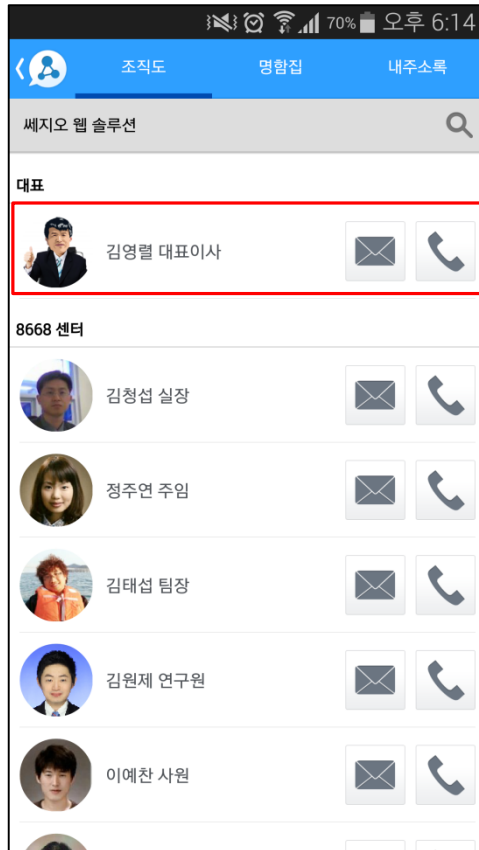 70% 오후 6:14
조직도 명함집 내주소록
쎄지오 웹 솔루션
대표
김영렬 대표이사
8668 센터
김청섭 실장
정주연 주임
김태섭 팀장
김원제 연구원
이예찬 사원